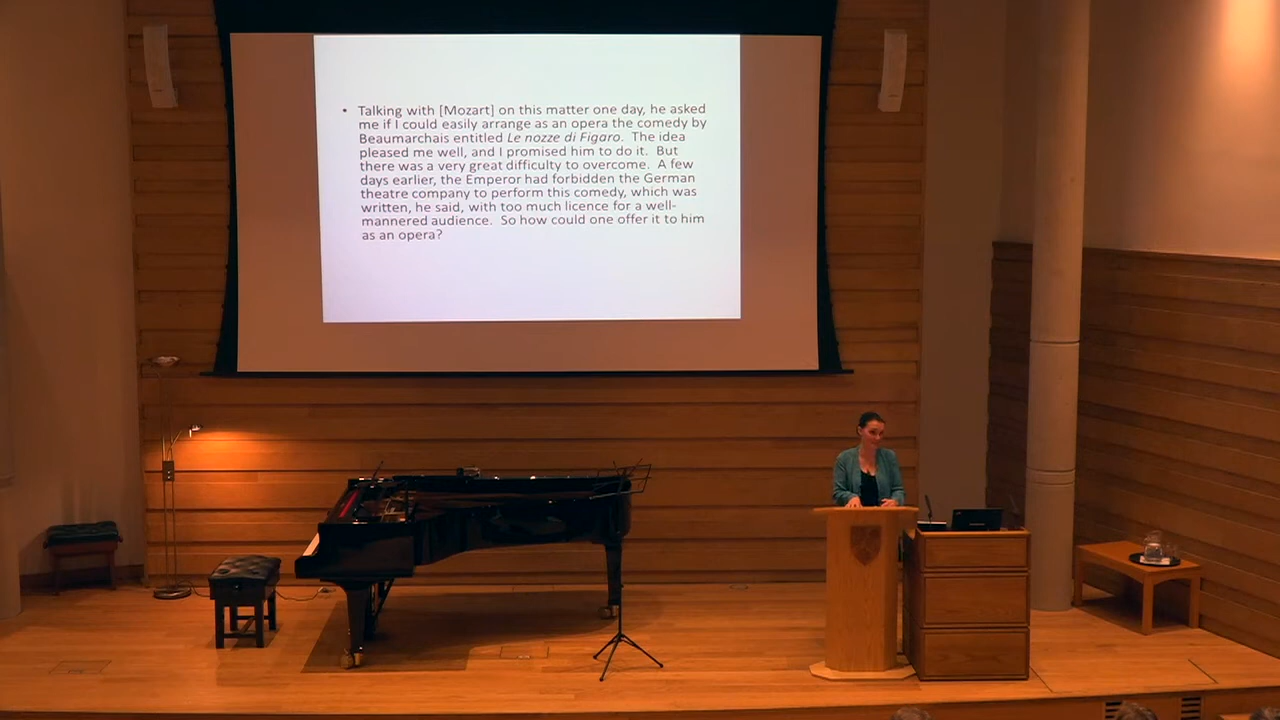 • Talking with [Mozart] on this matter one day, he asked
me if I could easily arrange as an opera the comedy by
Beaumarchais entitled Le nozze di Figaro. The idea
pleased me well, and I promised him to do it. But
there was a very great difficulty to overcome. A few
days earlier, the Emperor had forbidden the German
theatre company to perform this comedy, which was
written, he said, with too much licence for a well-
mannered audience. So how could one offer it to him
as an opera?